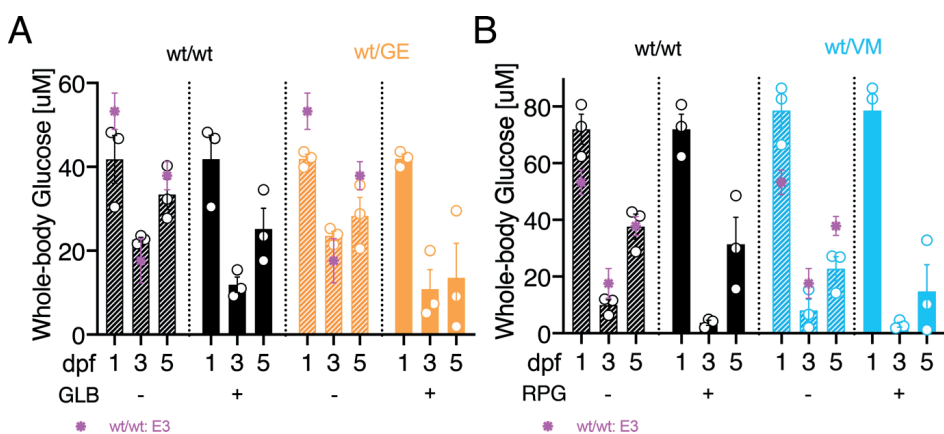 A
wt/wt
wt/GE
Whole-body Glucose [uM]
60
40
20
0
dpf 1 3 5 1 3 5 1 3 5 1 3 5
GLB - + - +
wt/wt: E3
B
wt/wt
wt/VM
Whole-body Glucose [uM]
80
60
40
20
0
dpf 1 3 5 1 3 5 1 3 5 1 3 5
RPG - + - +
wt/wt: E3